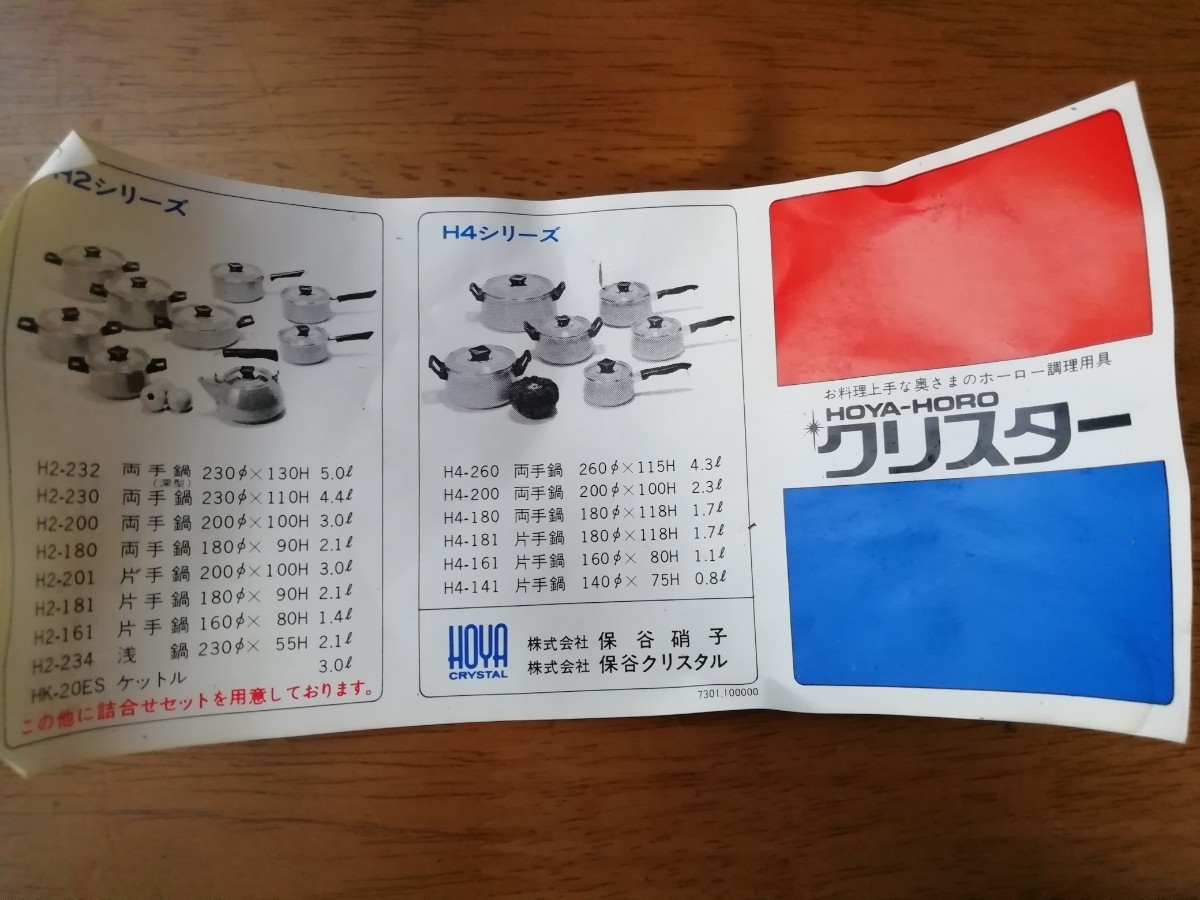 H2シリーズ
H2-232 両手鍋 230φ×130H 5.0ℓ
(深型)
H2-230 両手鍋 230φ×110H 4.4ℓ
H2-200 両手鍋 200φ×100H 3.0ℓ
H2-180 両手鍋 180φ× 90H 2.1ℓ
H2-201 片手鍋 200φ×100H 3.0ℓ
H2-181 片手鍋 180φ× 90H 2.1ℓ
H2-161 片手鍋 160φ× 80H 1.4ℓ
H2-234 浅鍋 230φ× 55H 2.1ℓ
HK-20ES ケットル 3.0ℓ
この他に詰合せセットを用意しております。
H4シリーズ
H4-260 両手鍋 260φ×115H 4.3ℓ
H4-200 両手鍋 200φ×100H 2.3ℓ
H4-180 両手鍋 180φ×118H 1.7ℓ
H4-181 片手鍋 180φ×118H 1.7ℓ
H4-161 片手鍋 160φ× 80H 1.1ℓ
H4-141 片手鍋 140φ× 75H 0.8ℓ
HOYA
CRYSTAL
株式会社 保谷硝子
株式会社 保谷クリスタル
7301.100000
お料理上手な奥さまのホーロー調理用具
HOYA-HORO
クリスター